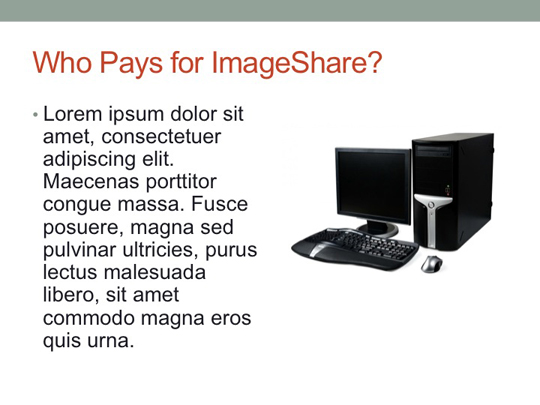 Who Pays for ImageShare?
• Lorem ipsum dolor sit
amet, consectetuer
adipiscing elit.
Maecenas porttitor
congue massa. Fusce
posuere, magna sed
pulvinar ultricies, purus
lectus malesuada
libero, sit amet
commodo magna eros
quis urna.